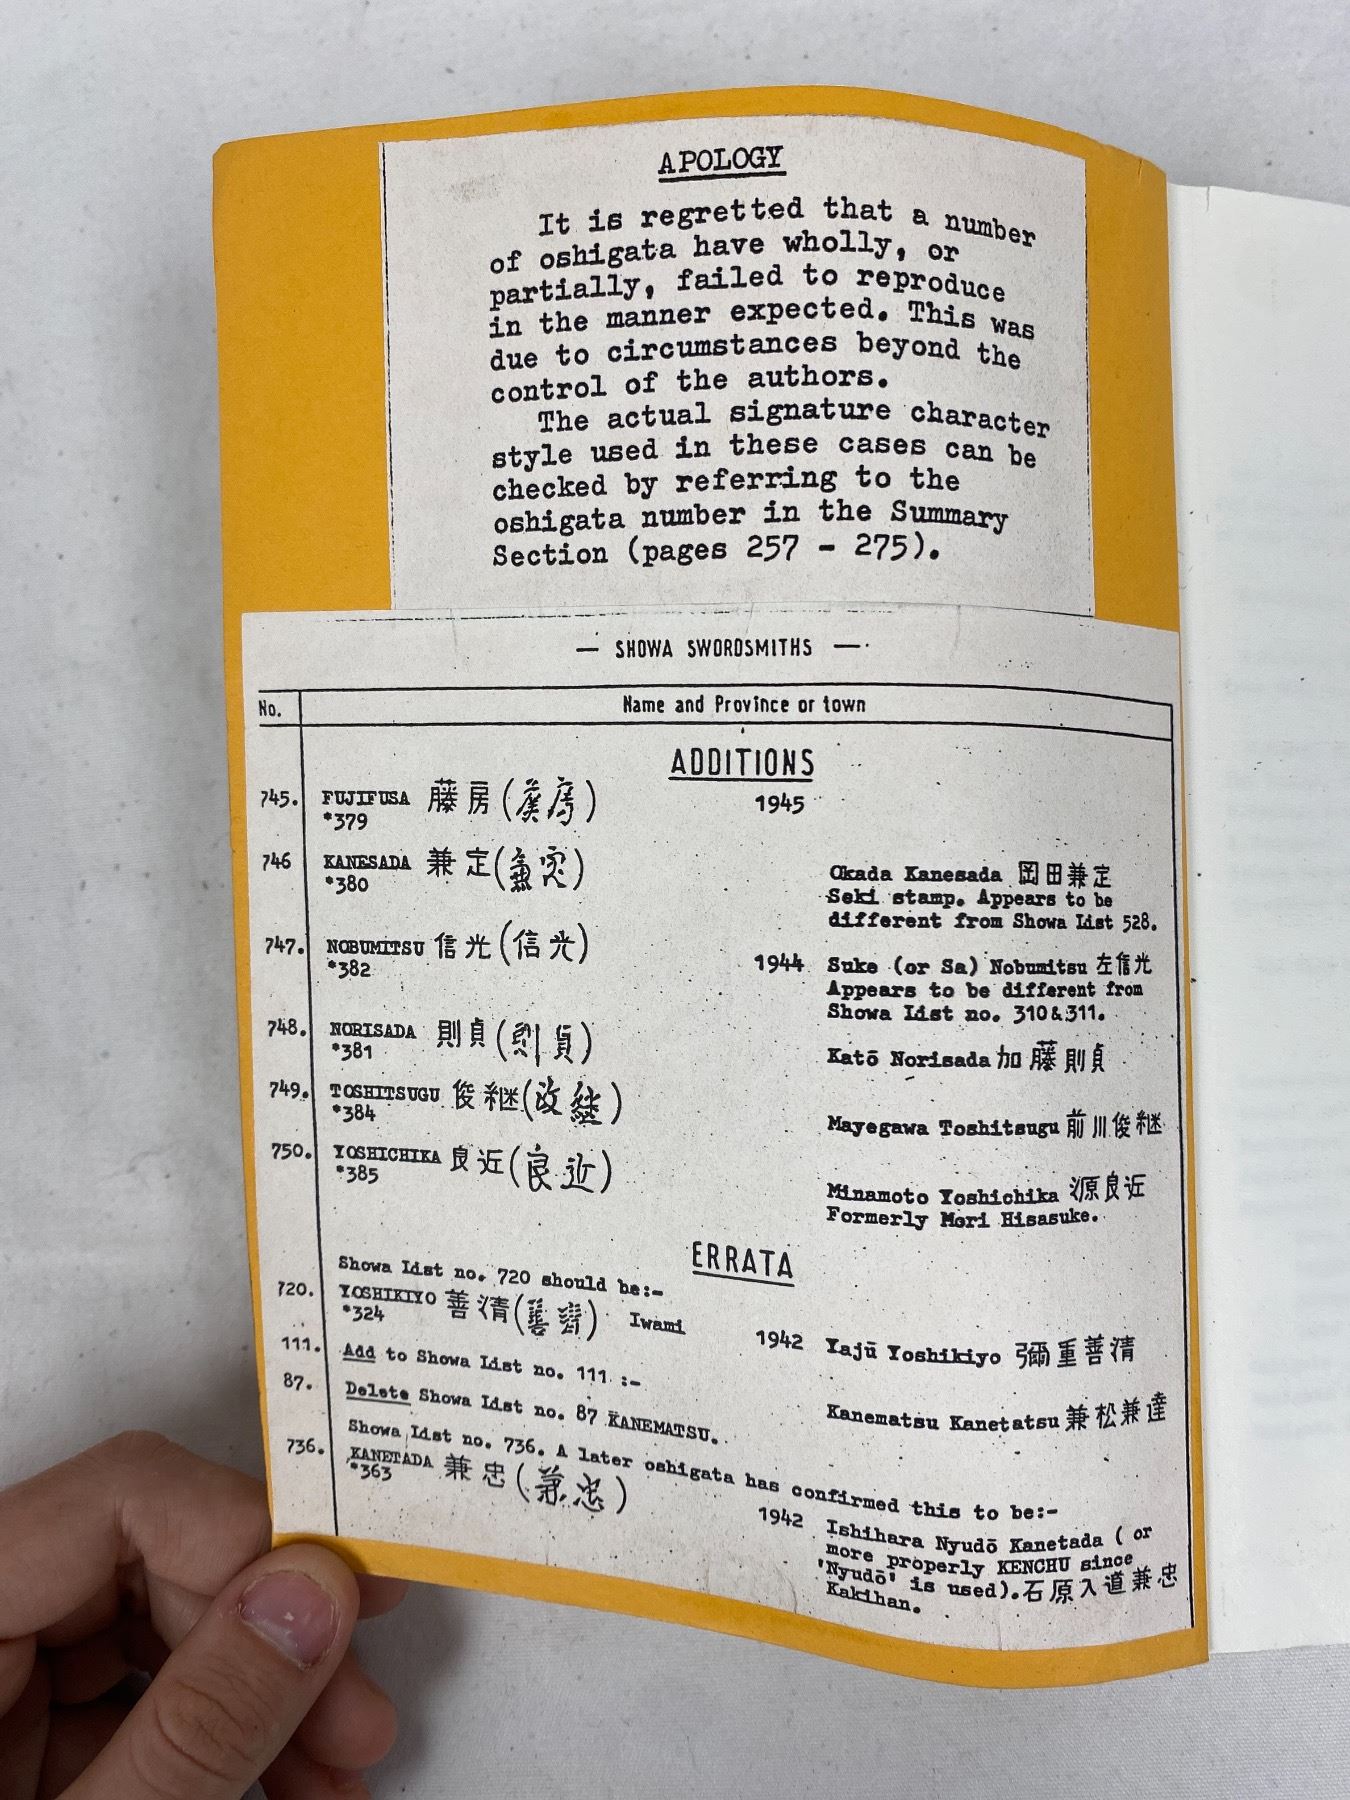 APOLOGY
It is regretted that a number
of oshigata have wholly, or
partially, failed to reproduce
in the manner expected. This was
due to circumstances beyond the
control of the authors.
The actual signature character
style used in these cases can be
checked by referring to the
oshigata number in the Summary
Section (pages 257 - 275).
— SHOWA SWORDSMITHS —
No. Name and Province or town
ADDITIONS
745. FUJIFUSA 藤房 1945
*379
746 KANESADA 兼定 Okada Kanesada 岡田兼定
*380 Seki stamp. Appears to be
different from Showa List 528.
747. NOBUMITSU 信光(信光) 1944 Suke (or Sa) Nobumitsu 左信光
*382 Appears to be different from
Showa List no. 310&311.
748. NORISADA 則貞(則貞) Katō Norisada 加藤則貞
*381
749. TOSHITSUGU 俊継 Mayegawa Toshitsugu 前川俊継
*384
750. YOSHICHIKA 良近(良近) Minamoto Yoshichika 源良近
*385 Formerly Mori Hisasuke.
ERRATA
Showa List no. 720 should be:-
720. YOSHIKIYO 善清 Iwami 1942 Yajū Yoshikiyo 彌重善清
*324
111. Add to Showa List no. 111 :- Kanematsu Kanetatsu 兼松兼達
87. Delete Showa List no. 87 KANEMATSU.
Showa List no. 736. A later oshigata has confirmed this to be:-
736. KANETADA 兼忠(兼忠) 1942 Ishihara Nyudō Kanetada ( or
*363 more properly KENCHU since
'Nyudō' is used). 石原入道兼忠
Kakihan.